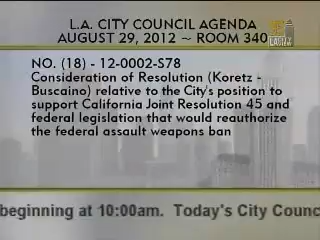 L.A. CITY COUNCIL AGENDA
AUGUST 29, 2012 ~ ROOM 340
NO. (18) - 12-0002-S78
Consideration of Resolution (Koretz -
Buscaino) relative to the City's position to
support California Joint Resolution 45 and
federal legislation that would reauthorize
the federal assault weapons ban
beginning at 10:00am. Today's City Counc